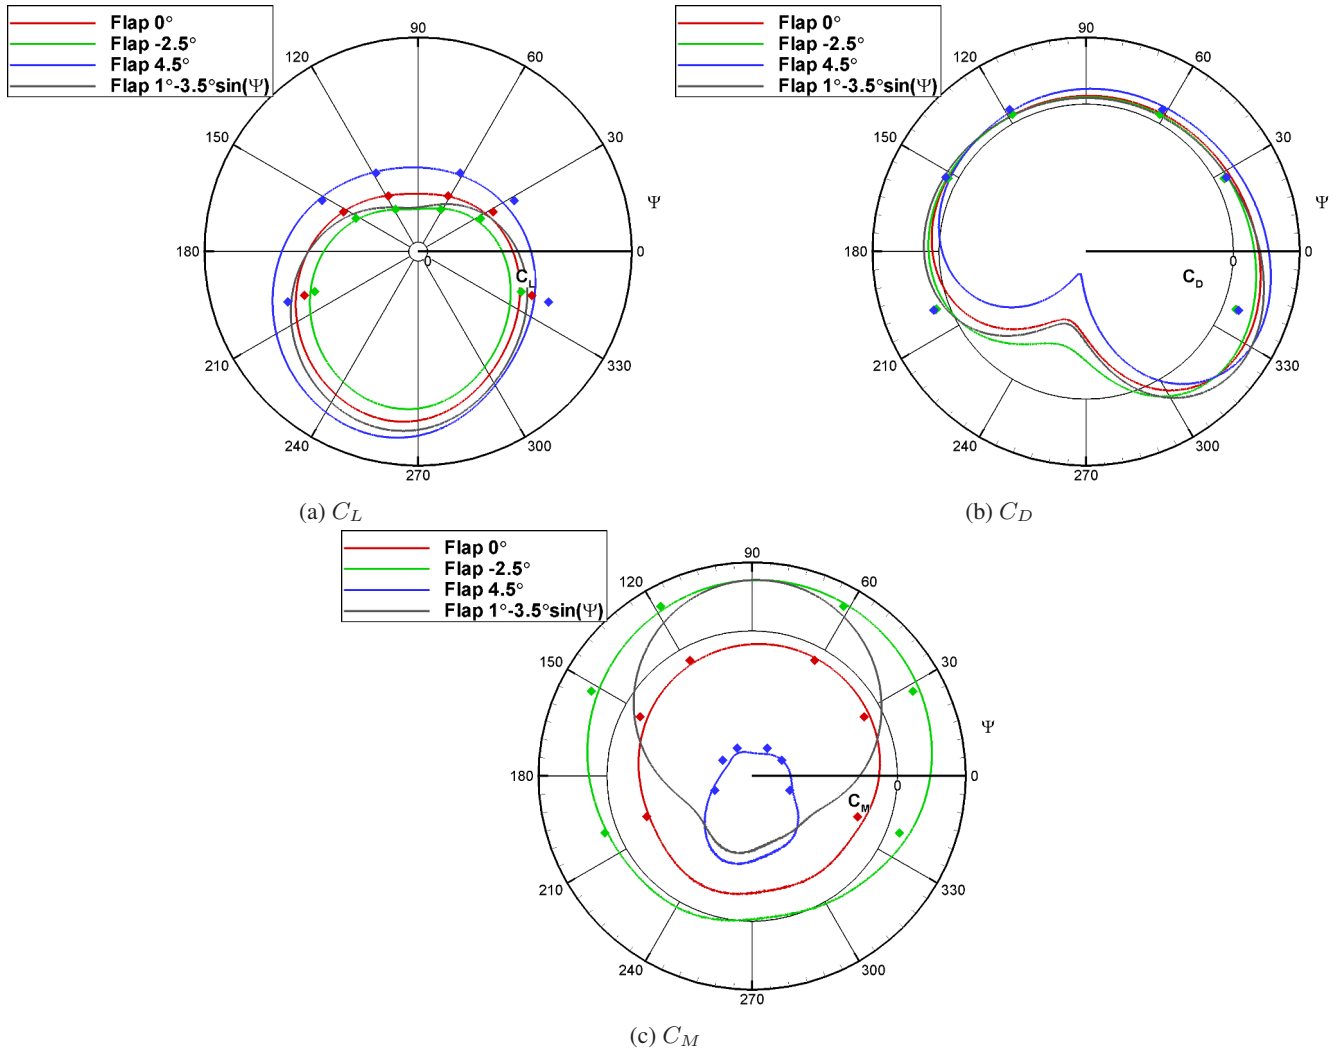 Flap 0°
Flap -2.5°
Flap 4.5°
Flap 1°-3.5°sin(Ψ)
90
60
30
Ψ
0
330
300
270
240
210
180
150
120
0
C_L
(a) C_L
Flap 0°
Flap -2.5°
Flap 4.5°
Flap 1°-3.5°sin(Ψ)
90
60
30
Ψ
0
330
300
270
240
210
180
150
120
0
C_D
(b) C_D
Flap 0°
Flap -2.5°
Flap 4.5°
Flap 1°-3.5°sin(Ψ)
90
60
30
Ψ
0
330
300
270
240
210
180
150
120
0
C_M
(c) C_M